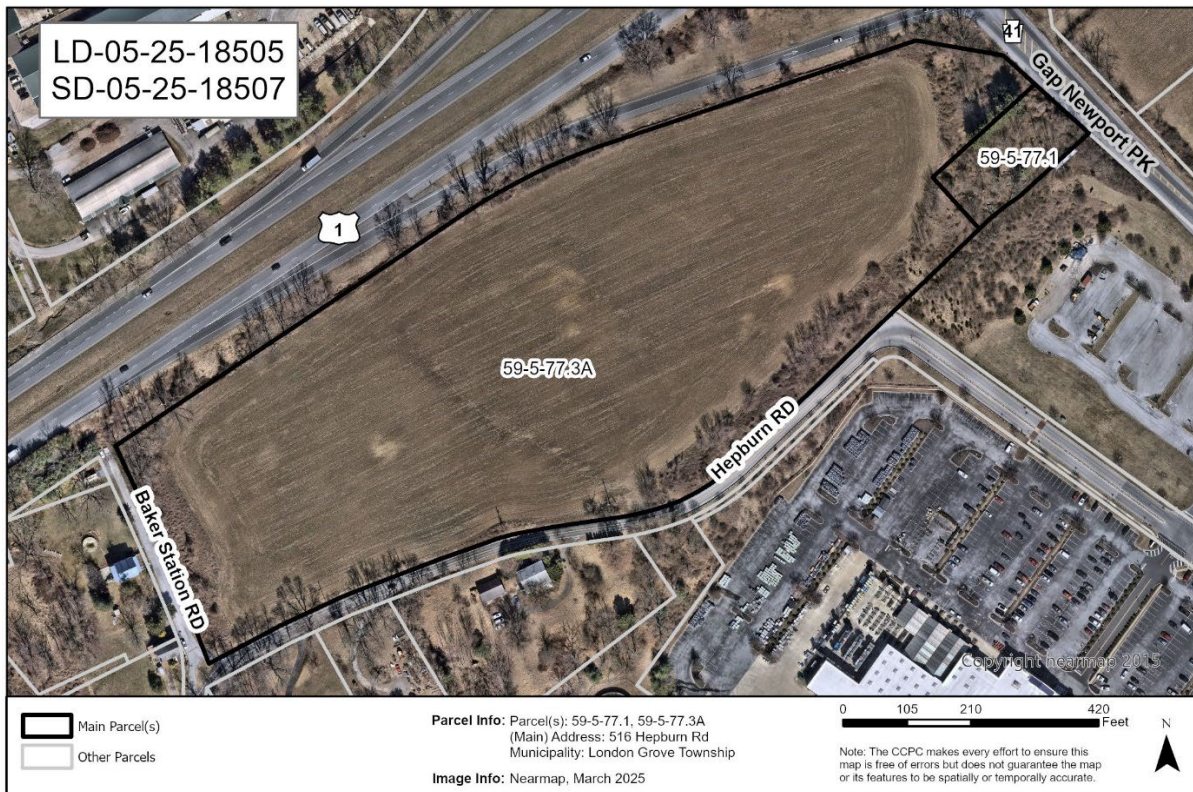 LD-05-25-18505
SD-05-25-18507
41
Gap Newport PK
59-5-77.1
1
59-5-77.3A
Hepburn RD
Baker Station RD
Copyright nearmap 2015
Main Parcel(s)
Other Parcels
Parcel Info: Parcel(s): 59-5-77.1, 59-5-77.3A
(Main) Address: 516 Hepburn Rd
Municipality: London Grove Township
Image Info: Nearmap, March 2025
0 105 210 420
Feet
N
Note: The CCPC makes every effort to ensure this
map is free of errors but does not guarantee the map
or its features to be spatially or temporally accurate.